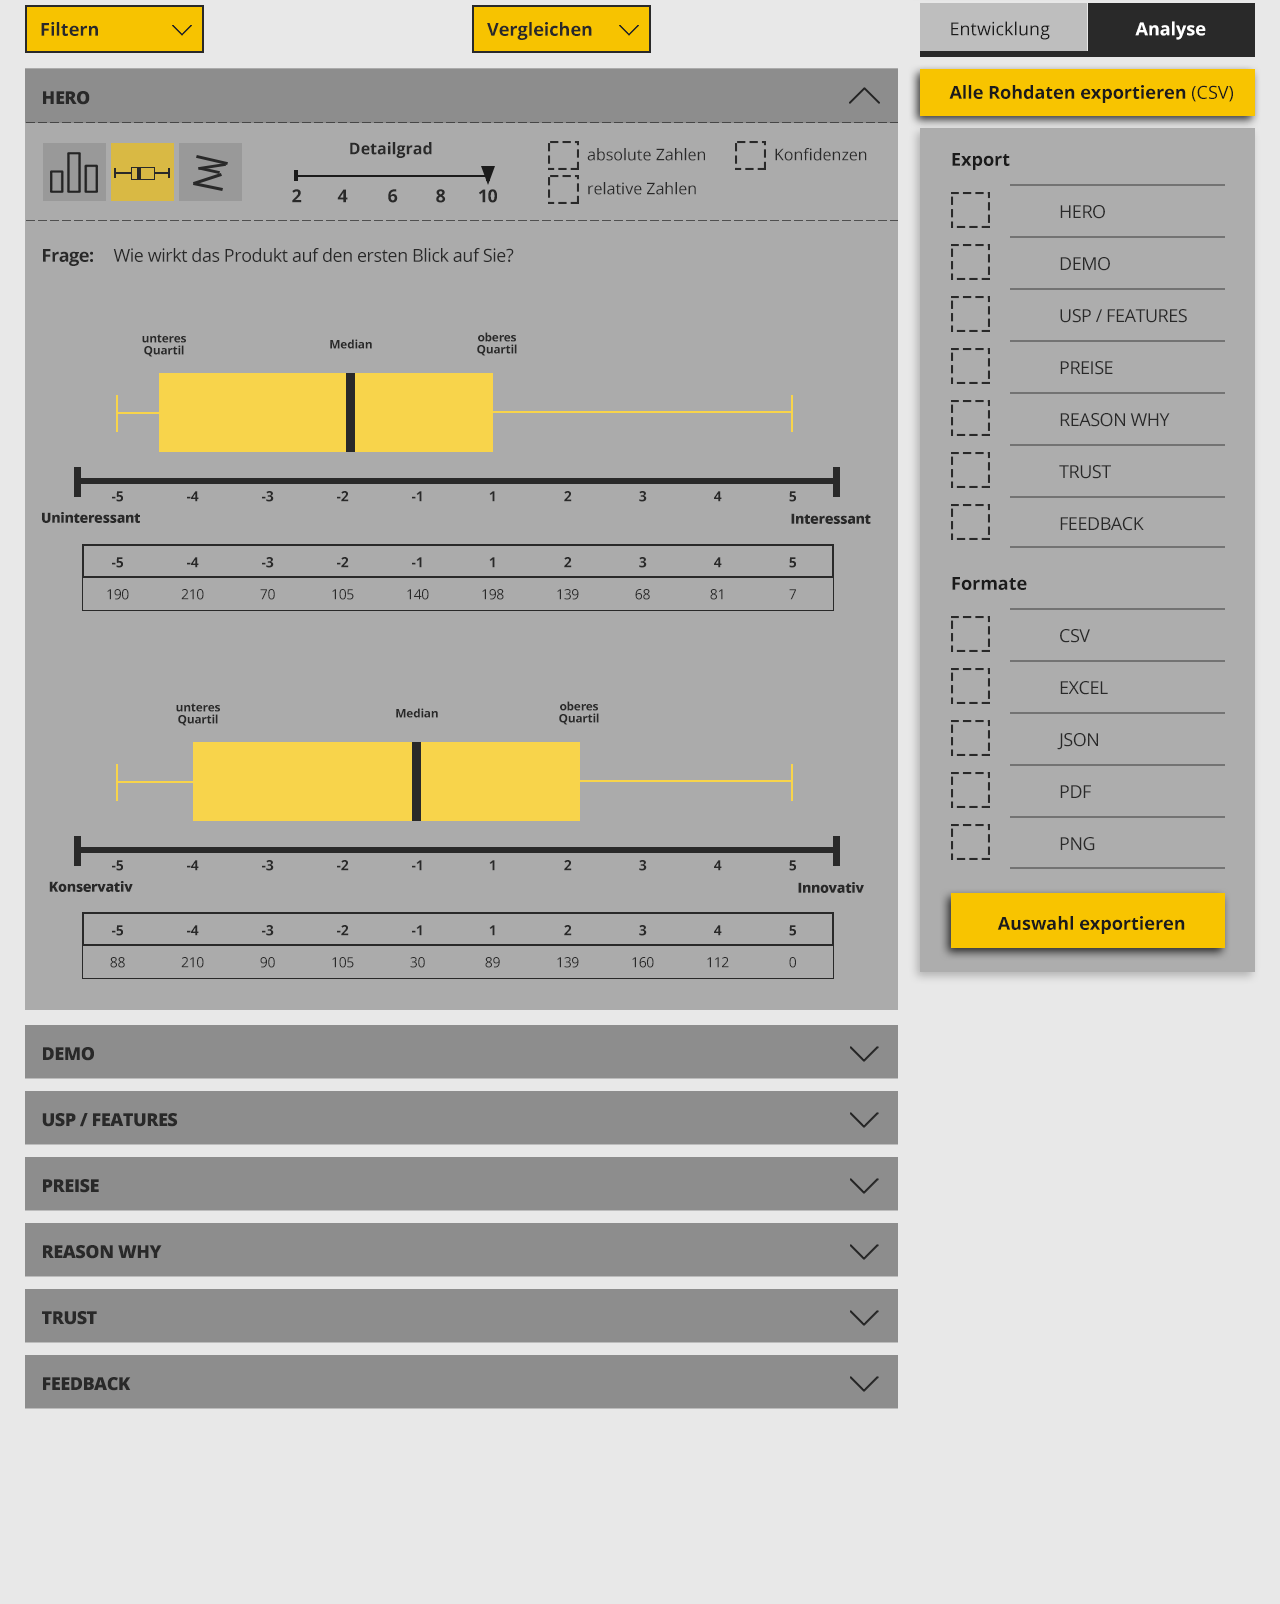 Filtern
Vergleichen
Entwicklung
Analyse
Alle Rohdaten exportieren (CSV)
HERO
Detailgrad
2 4 6 8 10
absolute Zahlen
Konfidenzen
relative Zahlen
Frage: Wie wirkt das Produkt auf den ersten Blick auf Sie?
unteres
Quartil
Median
oberes
Quartil
-5 -4 -3 -2 -1 1 2 3 4 5
Uninteressant
Interessant
-5 -4 -3 -2 -1 1 2 3 4 5
190 210 70 105 140 198 139 68 81 7
unteres
Quartil
Median
oberes
Quartil
-5 -4 -3 -2 -1 1 2 3 4 5
Konservativ
Innovativ
-5 -4 -3 -2 -1 1 2 3 4 5
88 210 90 105 30 89 139 160 112 0
DEMO
USP / FEATURES
PREISE
REASON WHY
TRUST
FEEDBACK
Export
HERO
DEMO
USP / FEATURES
PREISE
REASON WHY
TRUST
FEEDBACK
Formate
CSV
EXCEL
JSON
PDF
PNG
Auswahl exportieren